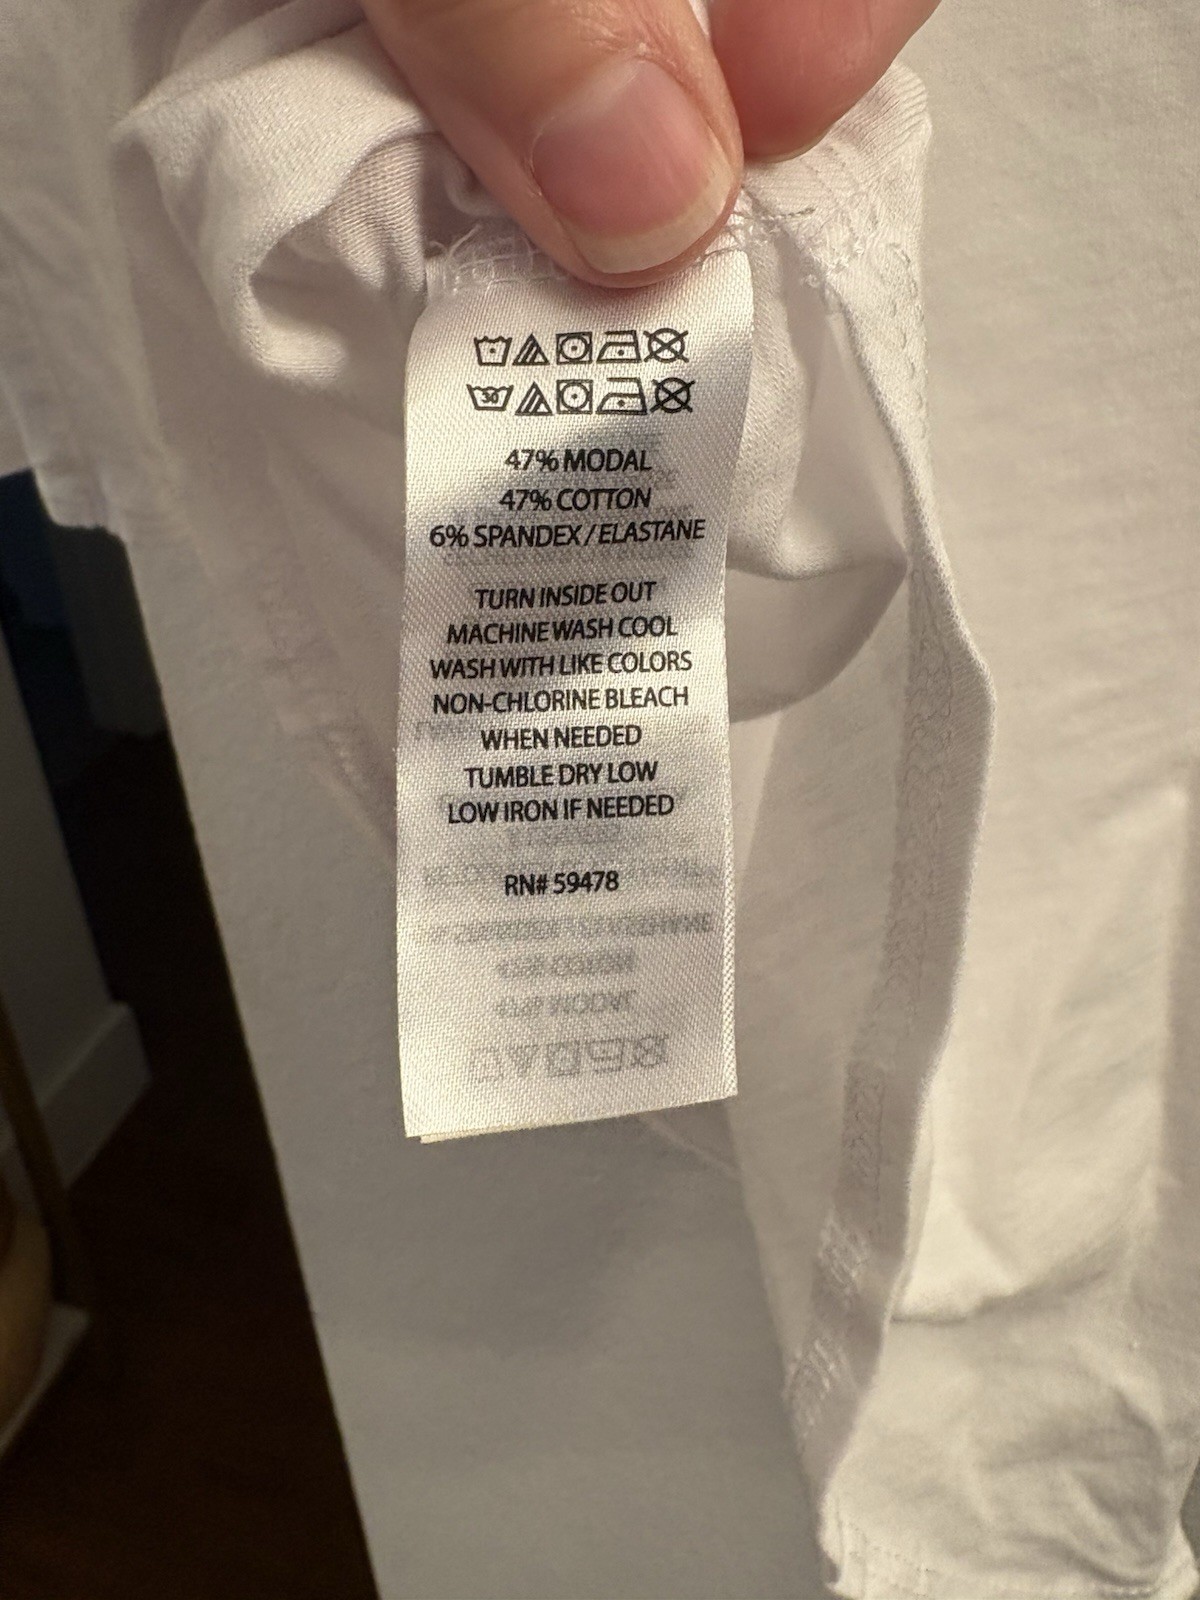 30
47% MODAL
47% COTTON
6% SPANDEX / ELASTANE
TURN INSIDE OUT
MACHINE WASH COOL
WASH WITH LIKE COLORS
NON-CHLORINE BLEACH
WHEN NEEDED
TUMBLE DRY LOW
LOW IRON IF NEEDED
RN# 59478